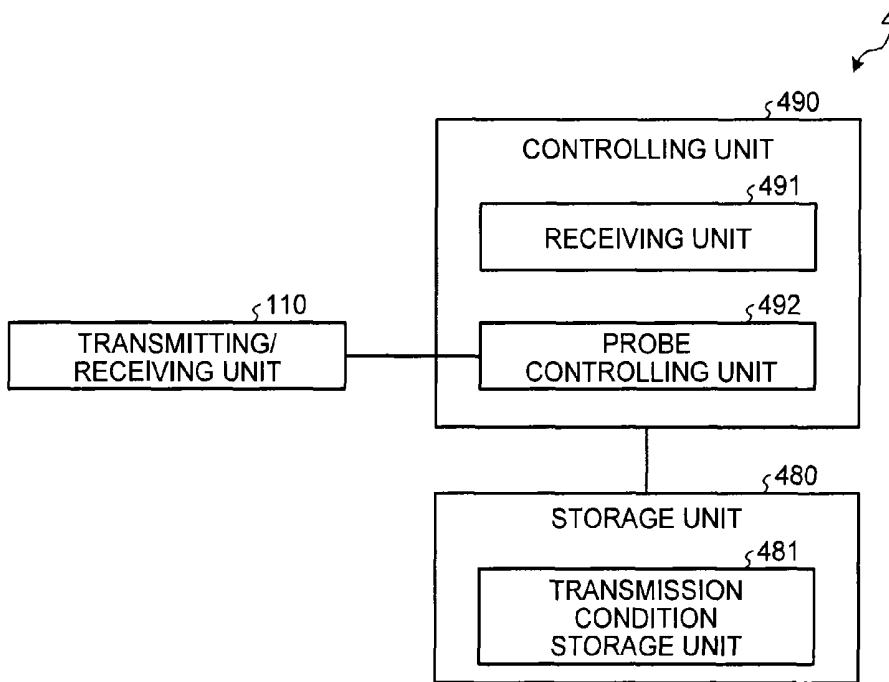 4
490
CONTROLLING UNIT
491
RECEIVING UNIT
110
TRANSMITTING/
RECEIVING UNIT
492
PROBE
CONTROLLING UNIT
480
STORAGE UNIT
481
TRANSMISSION
CONDITION
STORAGE UNIT